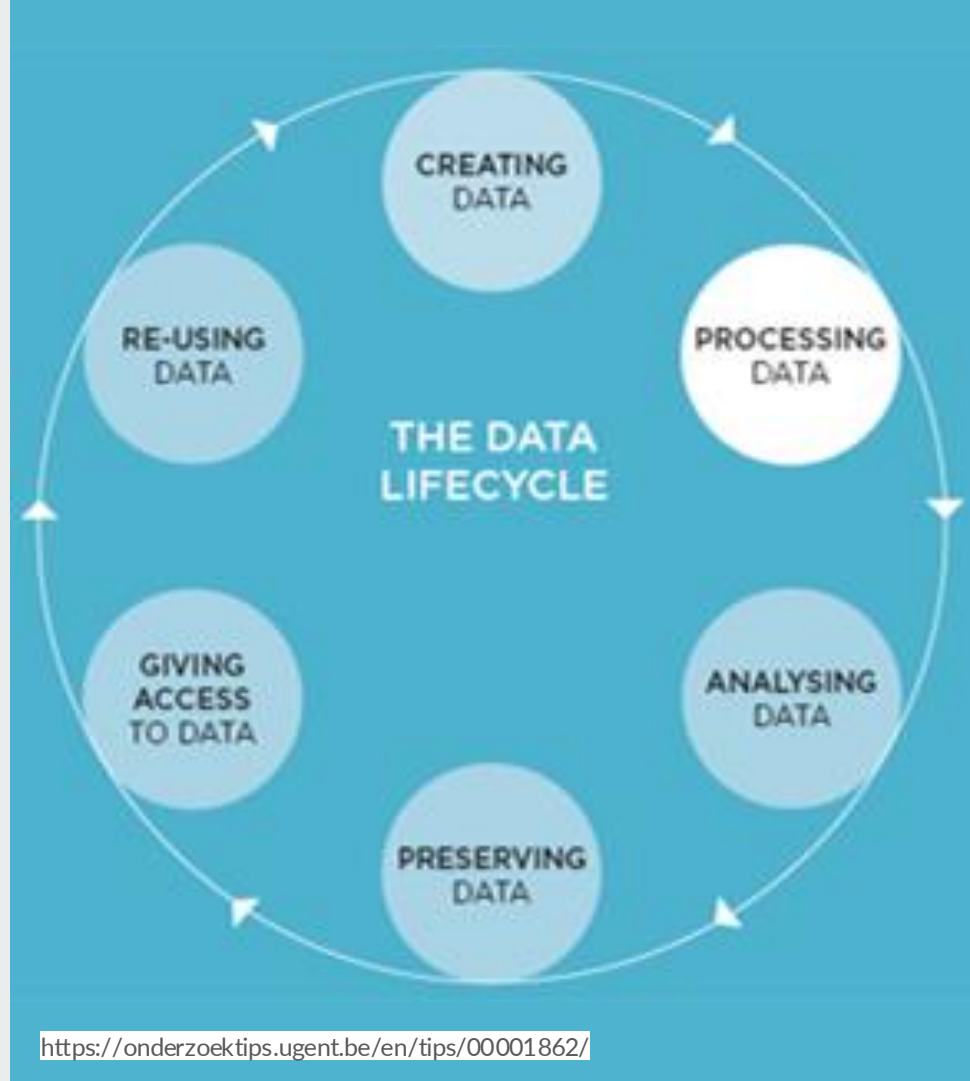 CREATING
DATA
PROCESSING
DATA
RE-USING
DATA
THE DATA
LIFECYCLE
GIVING
ACCESS
TO DATA
ANALYSING
DATA
PRESERVING
DATA
https://onderzoektips.ugent.be/en/tips/00001862/